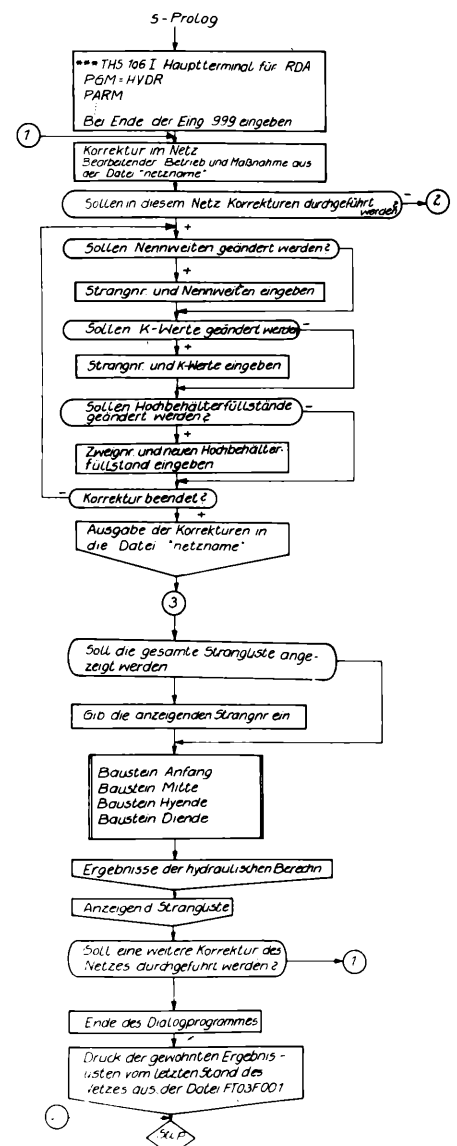 s-Prolog
*** THS 106 I Hauptterminal für RDA
PGM = HVDR
PARM
Bei Ende der Eing 999 eingeben
1
Korrektur im Netz
Bearbeitender Betrieb und Maßnahme aus
der Datei "netzname"
Sollen in diesem Netz Korrekturen durchgeführt
werden?
-
2
+
Sollen Nennweiten geändert werden?
+
Strangnr. und Nennweiten eingeben
Sollen K-Werte geändert werden
-
+
Strangnr. und K-Werte eingeben
Sollen Hochbehälterfüllstände
geändert werden?
-
+
Zweignr. und neuen Hochbehälter-
füllstand eingeben
-
Korrektur beendet?
+
Ausgabe der Korrekturen in
die Datei "netzname"
3
Soll die gesamte Strangliste ange-
zeigt werden
Gib die anzeigenden Strangnr ein
Baustein Anfang
Baustein Mitte
Baustein Hyende
Baustein Diende
Ergebnisse der hydraulischen Berechn
Anzeigen d Strangliste
Soll eine weitere Korrektur des
Netzes durchgeführt werden?
1
Ende des Dialogprogrammes
Druck der gewohnten Ergebnis-
listen vom letzten Stand des
Netzes aus der Datei FT03F001
Stop